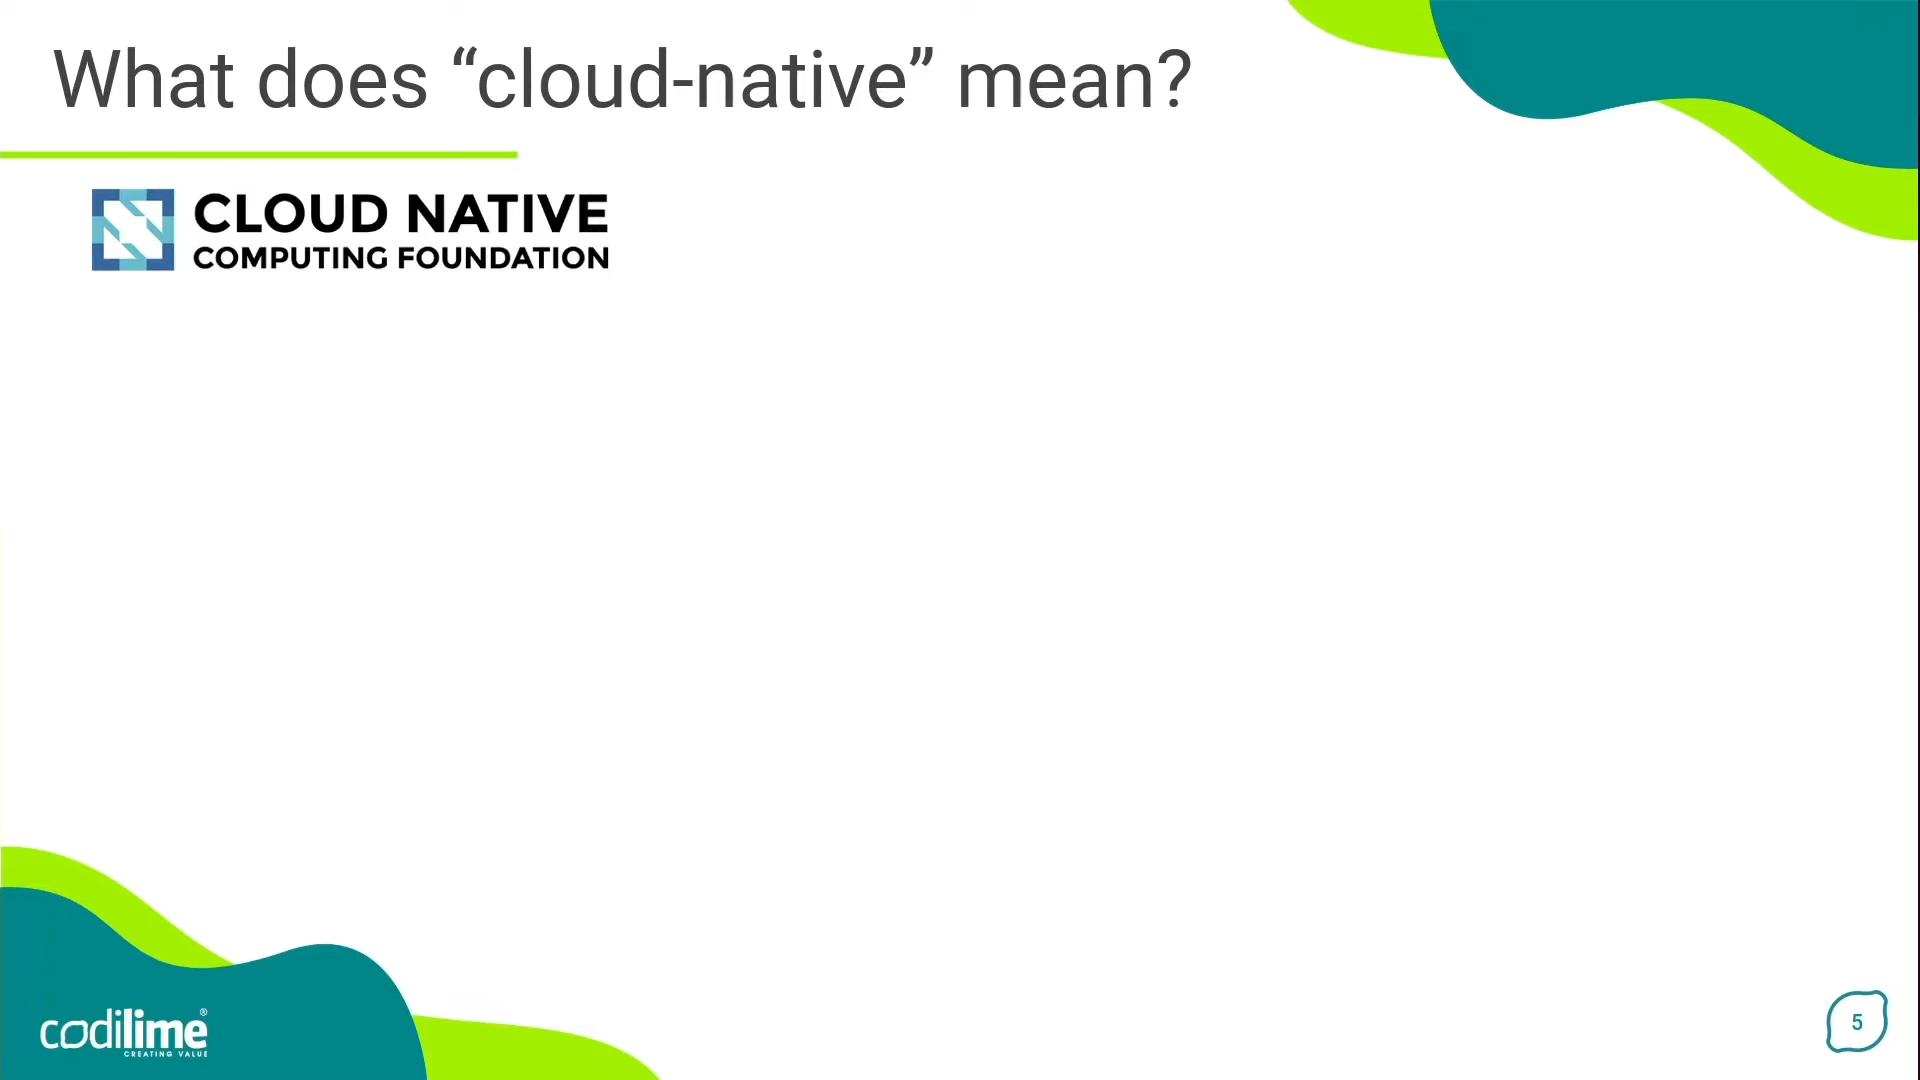 What does “cloud-native” mean?
CLOUD NATIVE
COMPUTING FOUNDATION
codilime®
CREATING VALUE
5